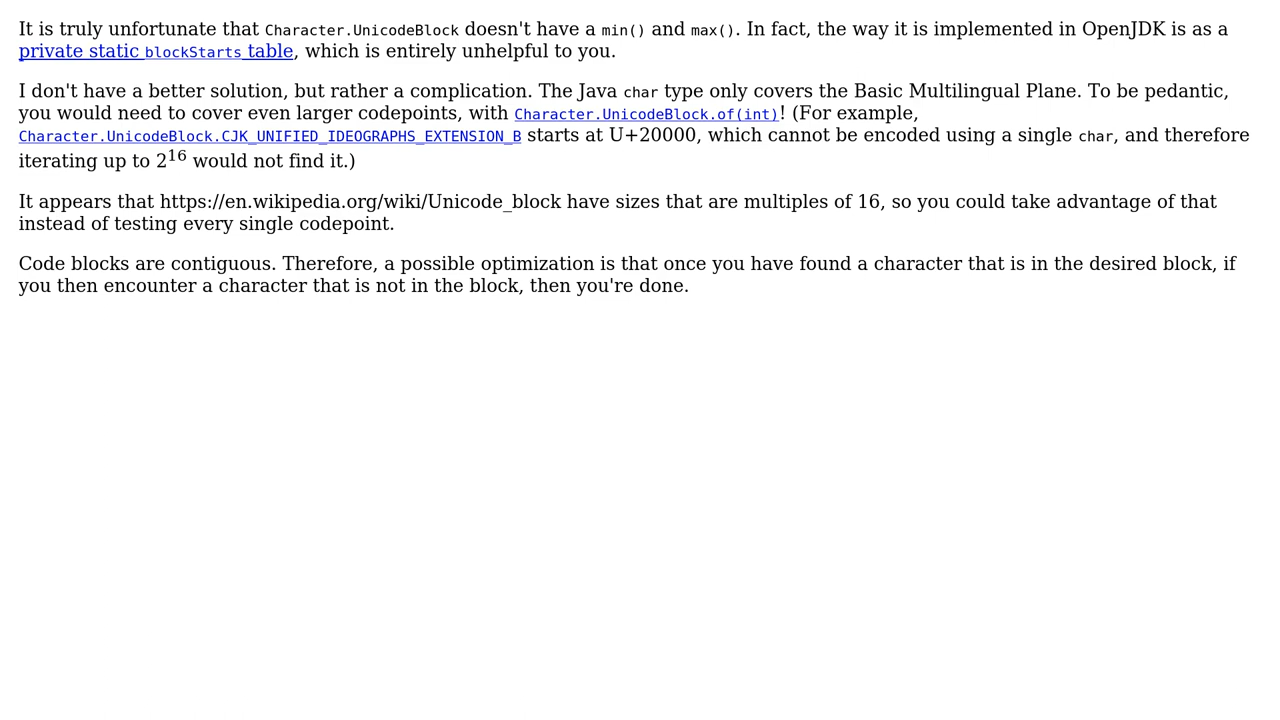 It is truly unfortunate that Character.UnicodeBlock doesn't have a min() and max(). In fact, the way it is implemented in OpenJDK is as a
private static blockStarts table, which is entirely unhelpful to you.
I don't have a better solution, but rather a complication. The Java char type only covers the Basic Multilingual Plane. To be pedantic,
you would need to cover even larger codepoints, with Character.UnicodeBlock.of(int)! (For example,
Character.UnicodeBlock.CJK_UNIFIED_IDEOGRAPHS_EXTENSION_B starts at U+20000, which cannot be encoded using a single char, and therefore
iterating up to 2^16 would not find it.)
It appears that https://en.wikipedia.org/wiki/Unicode_block have sizes that are multiples of 16, so you could take advantage of that
instead of testing every single codepoint.
Code blocks are contiguous. Therefore, a possible optimization is that once you have found a character that is in the desired block, if
you then encounter a character that is not in the block, then you're done.